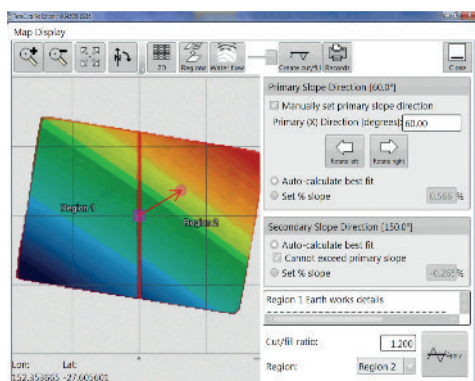 Map Display
2D
Regions
Water flow
Create cut/fill
Records
Close
Primary Slope Direction [60.0°]
Manually set primary slope direction
Primary (X) Direction [degrees]: 60.00
Rotate left
Rotate right
Auto-calculate best fit
Set % slope
0.566 %
Secondary Slope Direction [150.0°]
Auto-calculate best fit
Cannot exceed primary slope
Set % slope
-0.265 %
Region 1 Earth works details
Cut/fill ratio: 1.200
Region: Region 2
Region 1
Region 2
Lon: Lat:
152.353665 -27.605601